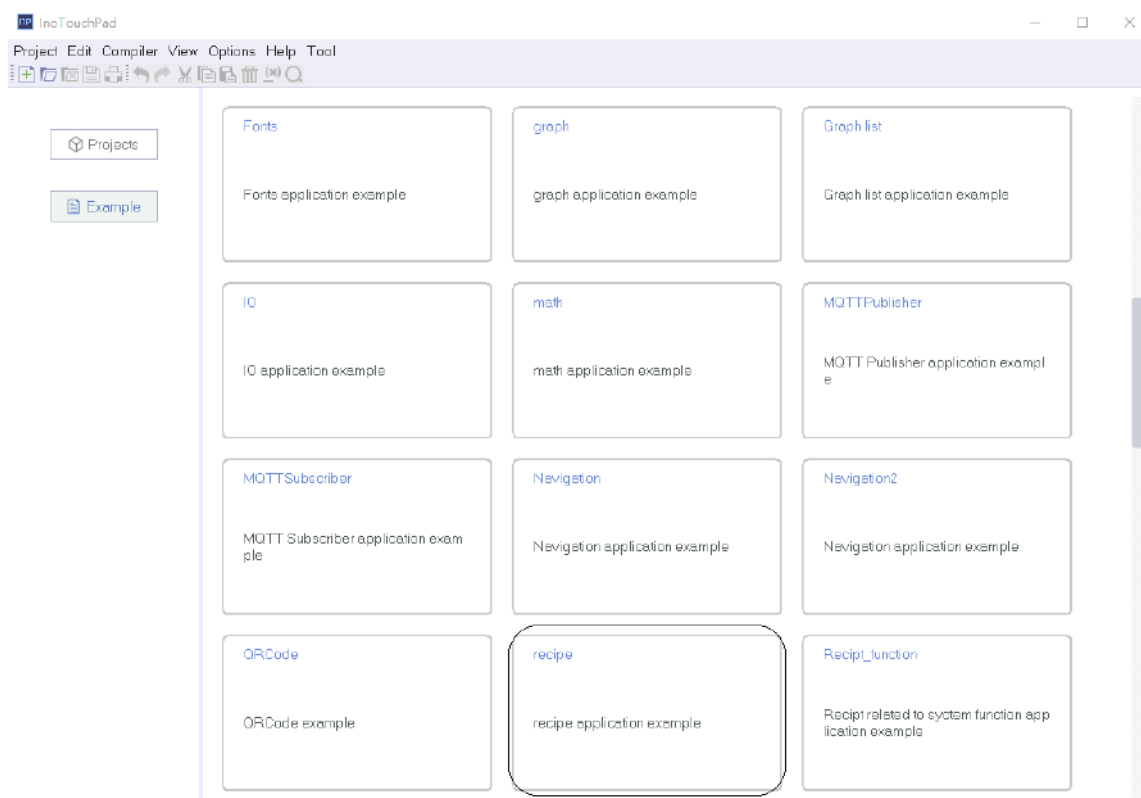 InoTouchPad
Project Edit Compiler View Options Help Tool
Projects
Example
Fonts
Fonts application example
graph
graph application example
Graph list
Graph list application example
IO
IO application example
math
math application example
MQTTPublisher
MQTT Publisher application exampl
e
MQTTSubscriber
MQTT Subscriber application exam
ple
Navigation
Navigation application example
Navigation2
Navigation application example
QRCode
QRCode example
recipe
recipe application example
Recipt_function
Recipt related to system function app
lication example